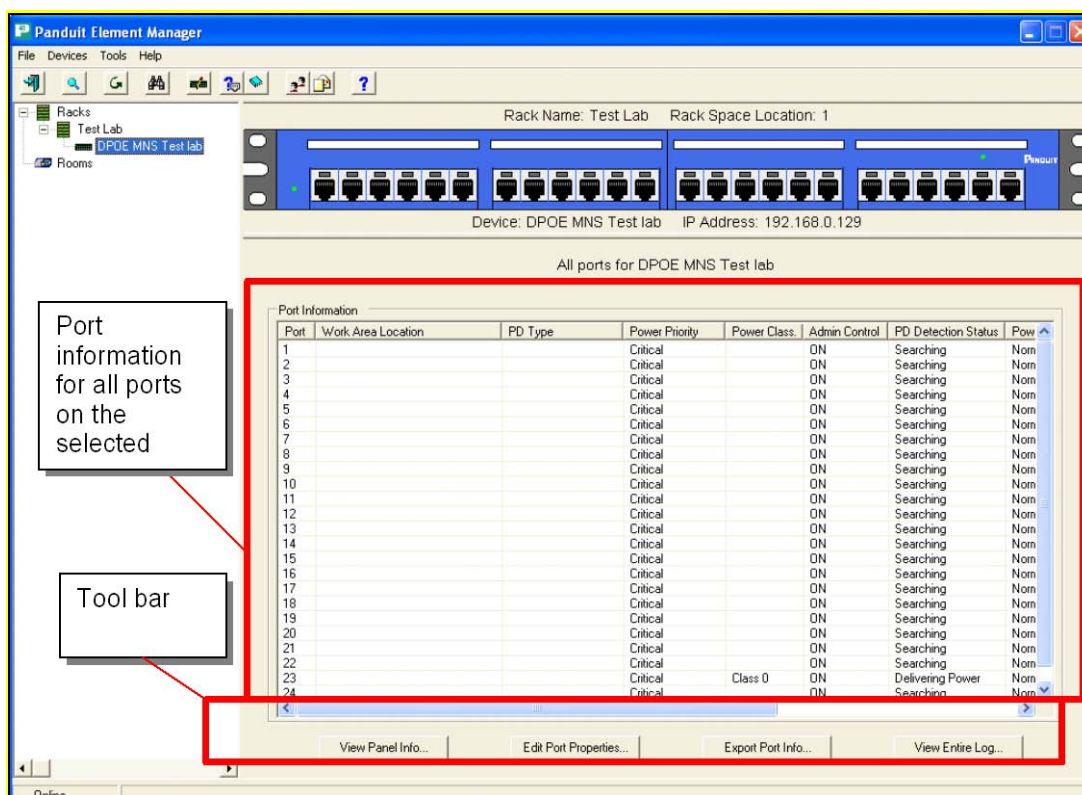 Panduit Element Manager
File Devices Tools Help
Racks
Test Lab
DPOE MNS Test lab
Rooms
Rack Name: Test Lab Rack Space Location: 1
PANDUIT
Device: DPOE MNS Test lab IP Address: 192.168.0.129
All ports for DPOE MNS Test lab
Port
information
for all ports
on the
selected
Tool bar
Port Information
Port Work Area Location PD Type Power Priority Power Class. Admin Control PD Detection Status Pow
1 Critical ON Searching Norn
2 Critical ON Searching Norn
3 Critical ON Searching Norn
4 Critical ON Searching Norn
5 Critical ON Searching Norn
6 Critical ON Searching Norn
7 Critical ON Searching Norn
8 Critical ON Searching Norn
9 Critical ON Searching Norn
10 Critical ON Searching Norn
11 Critical ON Searching Norn
12 Critical ON Searching Norn
13 Critical ON Searching Norn
14 Critical ON Searching Norn
15 Critical ON Searching Norn
16 Critical ON Searching Norn
17 Critical ON Searching Norn
18 Critical ON Searching Norn
19 Critical ON Searching Norn
20 Critical ON Searching Norn
21 Critical ON Searching Norn
22 Critical ON Searching Norn
23 Critical Class 0 ON Delivering Power Norn
24 Critical ON Searching Norn
View Panel Info... Edit Port Properties... Export Port Info... View Entire Log...
Online